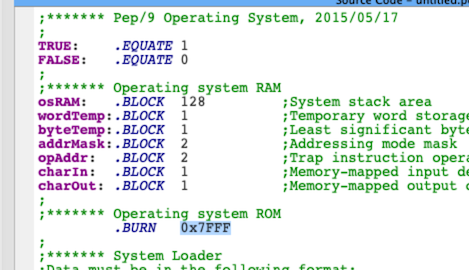 Source Code - untitled.pe
;******* Pep/9 Operating System, 2015/05/17
;
TRUE: .EQUATE 1
FALSE: .EQUATE 0
;
;******* Operating system RAM
osRAM: .BLOCK 128 ;System stack area
wordTemp:.BLOCK 1 ;Temporary word storage
byteTemp:.BLOCK 1 ;Least significant byte
addrMask:.BLOCK 2 ;Addressing mode mask
opAddr: .BLOCK 2 ;Trap instruction opera
charIn: .BLOCK 1 ;Memory-mapped input de
charOut: .BLOCK 1 ;Memory-mapped output d
;
;******* Operating system ROM
.BURN 0x7FFF
;
;******* System Loader
;Data must be in the following format: